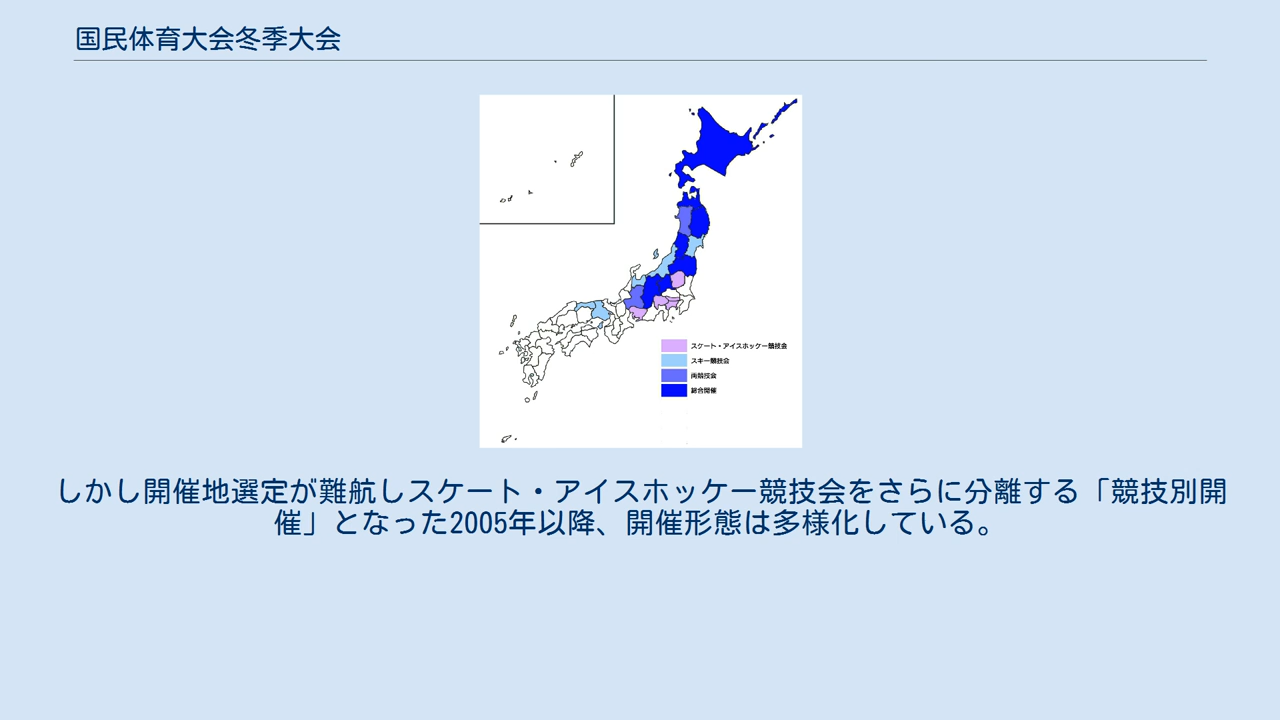 国民体育大会冬季大会
スケート・アイスホッケー競技会
スキー競技会
両競技会
総合開催
しかし開催地選定が難航しスケート・アイスホッケー競技会をさらに分離する「競技別開
催」となった2005年以降、開催形態は多様化している。